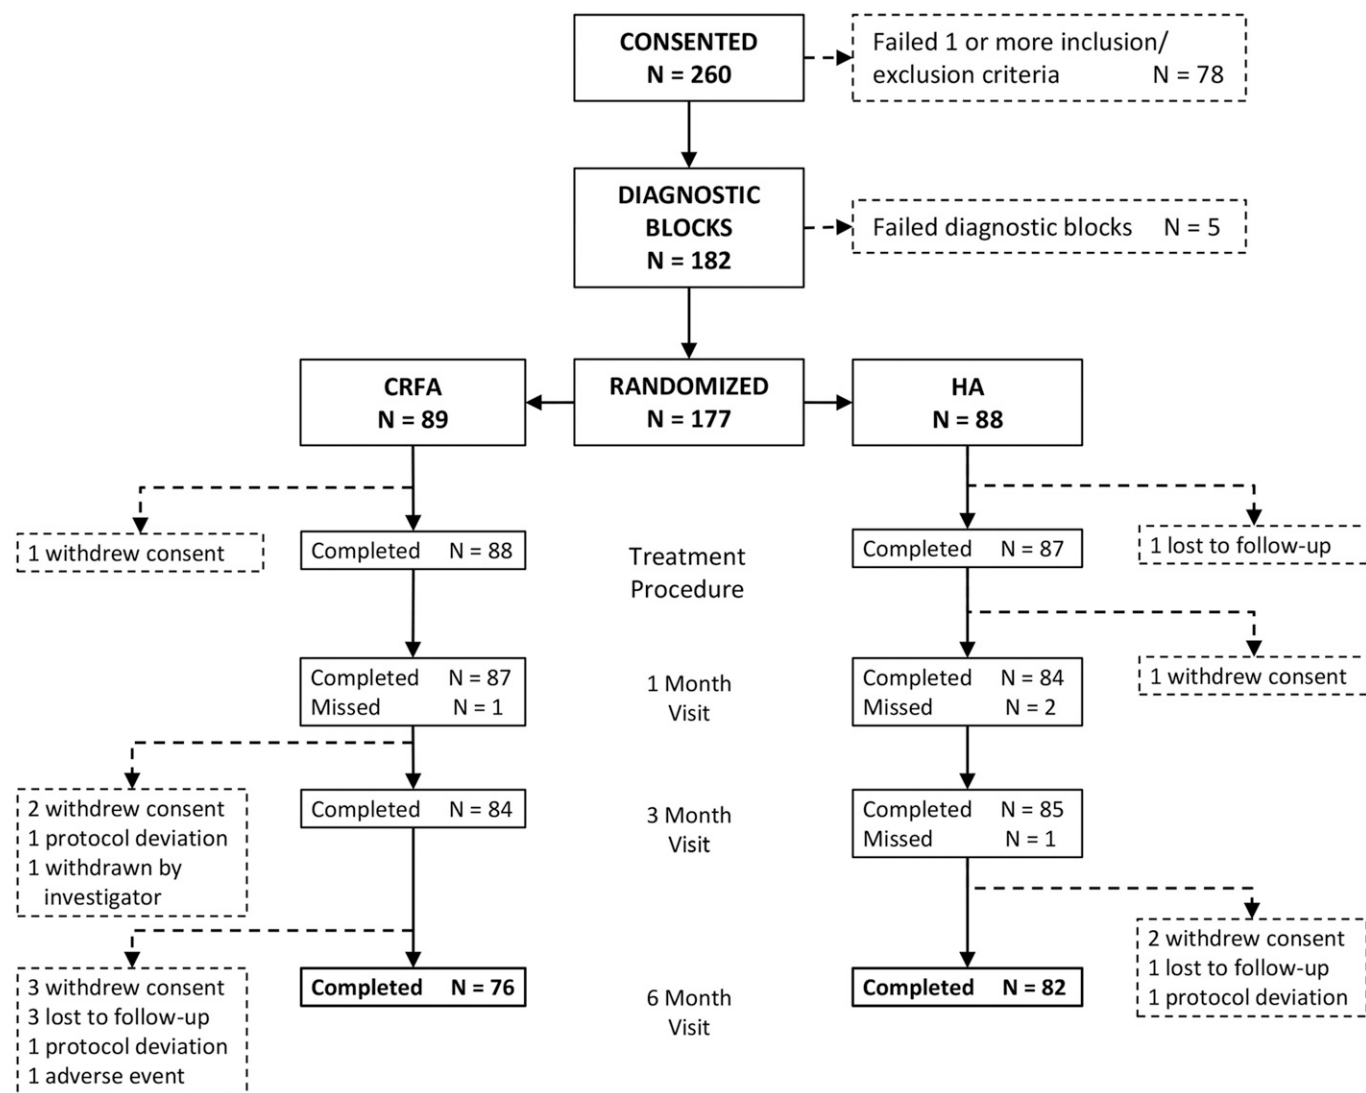 CONSENTED
N = 260
Failed 1 or more inclusion/
exclusion criteria N = 78
DIAGNOSTIC
BLOCKS
N = 182
Failed diagnostic blocks N = 5
CRFA
N = 89
RANDOMIZED
N = 177
HA
N = 88
1 withdrew consent
Completed N = 88
Treatment
Procedure
Completed N = 87
1 lost to follow-up
Completed N = 87
Missed N = 1
1 Month
Visit
Completed N = 84
Missed N = 2
1 withdrew consent
2 withdrew consent
1 protocol deviation
1 withdrawn by
investigator
Completed N = 84
3 Month
Visit
Completed N = 85
Missed N = 1
3 withdrew consent
3 lost to follow-up
1 protocol deviation
1 adverse event
Completed N = 76
6 Month
Visit
Completed N = 82
2 withdrew consent
1 lost to follow-up
1 protocol deviation